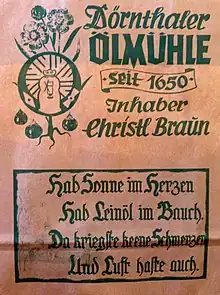 Dörnthaler
ÖLMÜHLE
seit 1650
Inhaber
Christl Braun
Hab Sonne im Herzen
Hab Leinöl im Bauch.
Da kriegste keene Schmerzen
Und Luft haste auch.